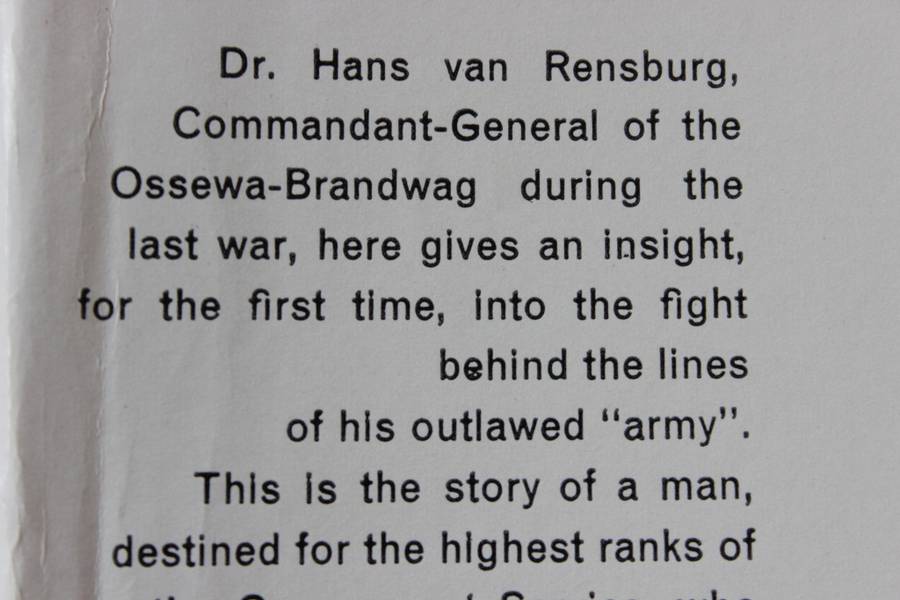 Dr. Hans van Rensburg,
Commandant-General of the
Ossewa-Brandwag during the
last war, here gives an insight,
for the first time, into the fight
behind the lines
of his outlawed “army”.
This is the story of a man,
destined for the highest ranks of